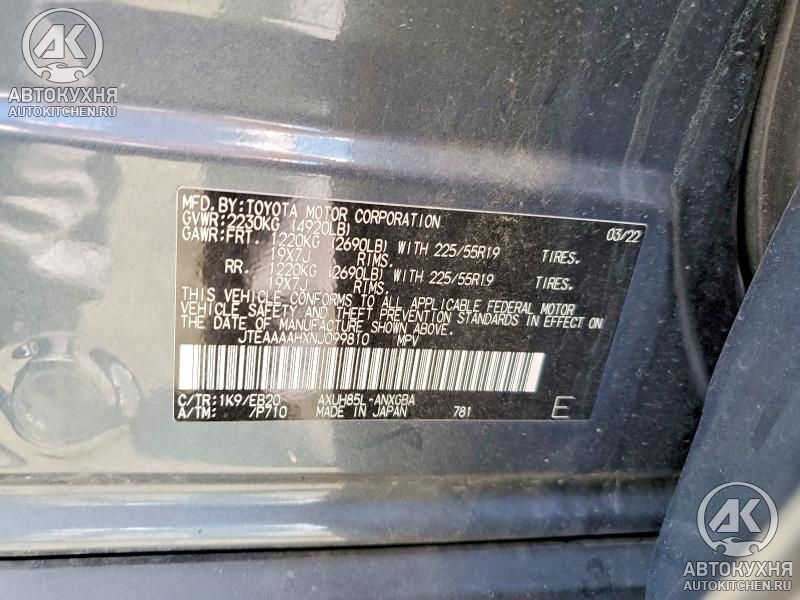 AK
АВТОКУХНЯ
AUTOKITCHEN.RU
MFD.BY:TOYOTA MOTOR CORPORATION 03/22
GVWR:2230KG (4920LB)
GAWR:FRT. 1220KG (2690LB) WITH 225/55R19 TIRES.
19X7J RIMS.
RR. 1220KG (2690LB) WITH 225/55R19 TIRES.
19X7J RIMS.
THIS VEHICLE CONFORMS TO ALL APPLICABLE FEDERAL MOTOR
VEHICLE SAFETY AND THEFT PREVENTION STANDARDS IN EFFECT ON
THE DATE OF MANUFACTURE SHOWN ABOVE.
JTEAAAAHXNJ099810 MPV
C/TR:1K9/EB20 AXUH85L-ANXGBA
A/TM: /P710 MADE IN JAPAN 781 E
AK
АВТОКУХНЯ
AUTOKITCHEN.RU